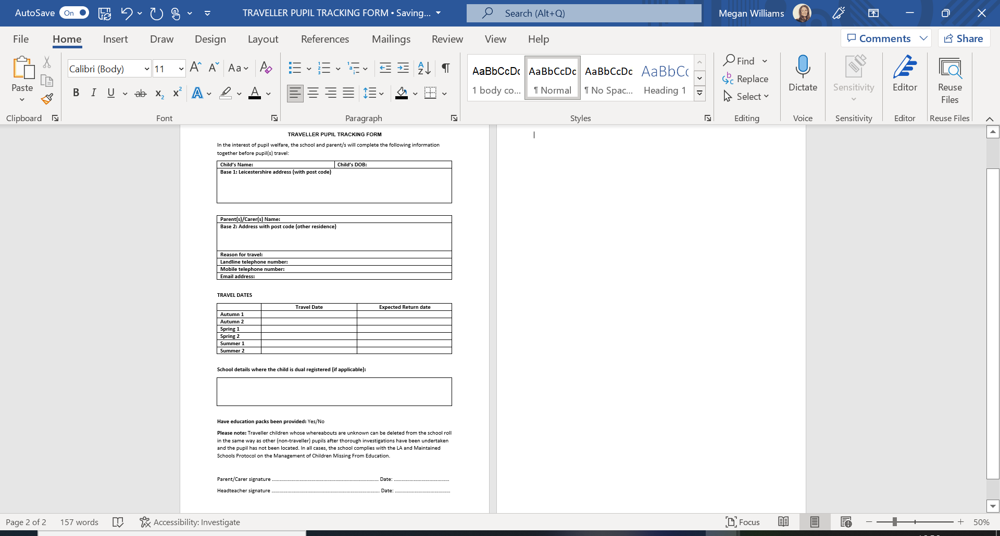 AutoSave On TRAVELLER PUPIL TRACKING FORM • Saving... Search (Alt+Q) Megan Williams
File Home Insert Draw Design Layout References Mailings Review View Help Comments Share
Paste
Calibri (Body) 11 Aa
B I U ab x2 x2 A A
AaBbCcDc AaBbCcDc AaBbCcDc AaBbCc
1 body co... ¶ Normal ¶ No Spac... Heading 1
Find
Replace
Select
Dictate
Sensitivity
Editor
Reuse
Files
Clipboard Font Paragraph Styles Editing Voice Sensitivity Editor Reuse Files
TRAVELLER PUPIL TRACKING FORM
In the interest of pupil welfare, the school and parent/s will complete the following information
together before pupil(s) travel:
Child's Name: Child's DOB:
Base 1: Leicestershire address (with post code)
Parent(s)/Carer(s) Name:
Base 2: Address with post code (other residence)
Reason for travel:
Landline telephone number:
Mobile telephone number:
Email address:
TRAVEL DATES
Travel Date Expected Return date
Autumn 1
Autumn 2
Spring 1
Spring 2
Summer 1
Summer 2
School details where the child is dual registered (if applicable):
Have education packs been provided: Yes/No
Please note: Traveller children whose whereabouts are unknown can be deleted from the school roll
in the same way as other (non-traveller) pupils after thorough investigations have been undertaken
and the pupil has not been located. In all cases, the school complies with the LA and Maintained
Schools Protocol on the Management of Children Missing From Education.
Parent/Carer signature ........................................................................ Date: .....................................
Headteacher signature ........................................................................ Date: .....................................
Page 2 of 2 157 words Accessibility: Investigate Focus 50%